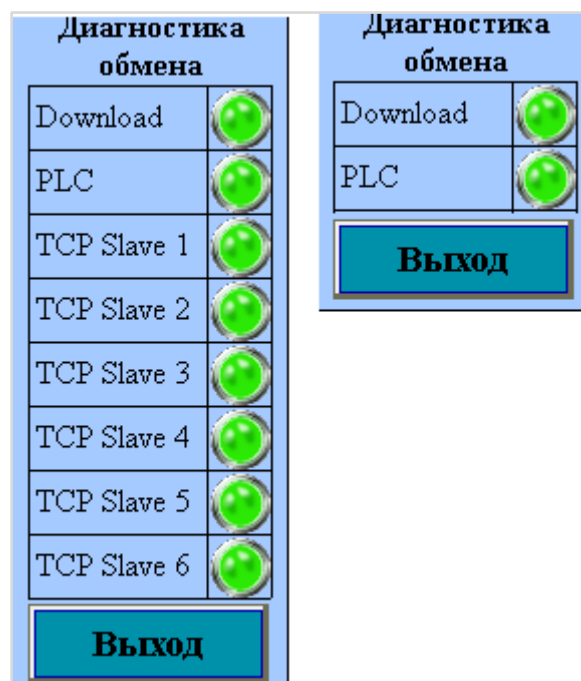 Диагностика
обмена
Download
PLC
TCP Slave 1
TCP Slave 2
TCP Slave 3
TCP Slave 4
TCP Slave 5
TCP Slave 6
Выход
Диагностика
обмена
Download
PLC
Выход